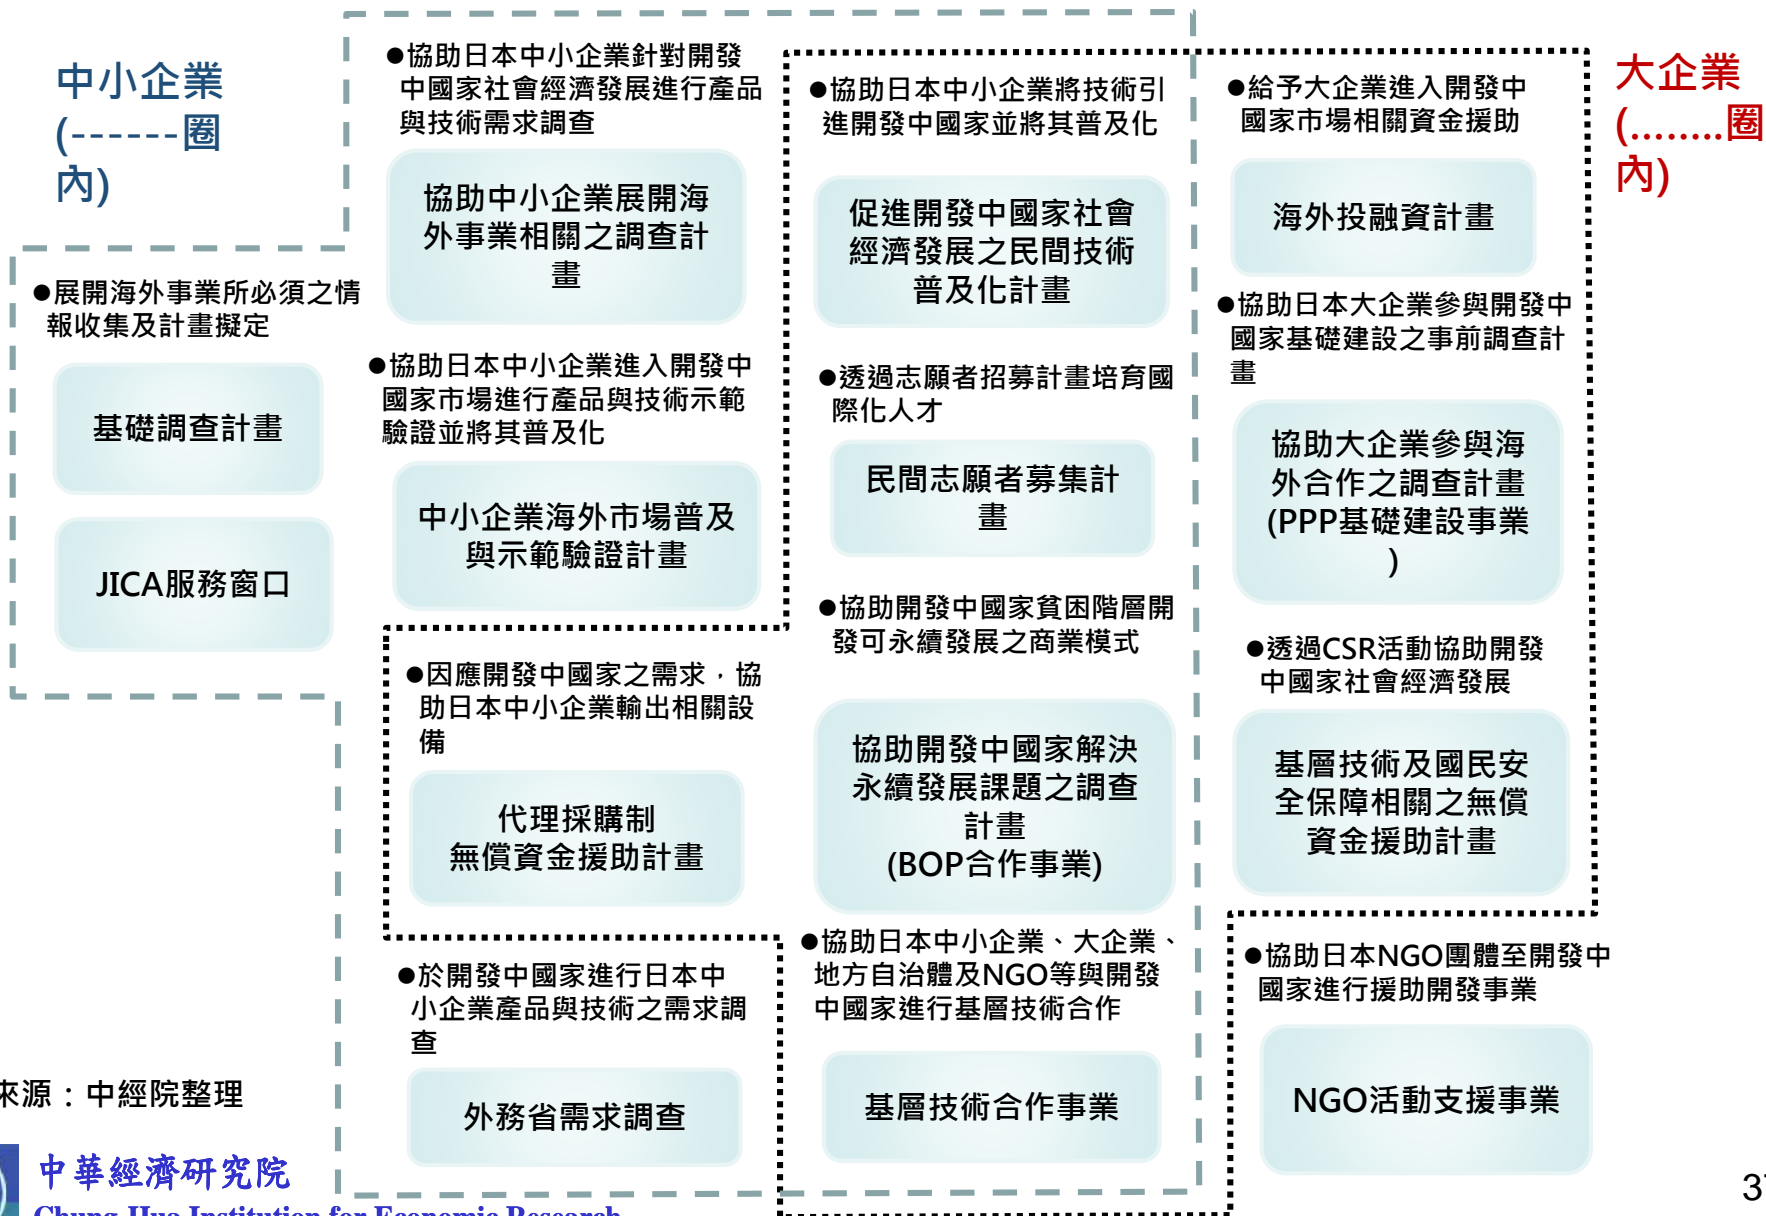 中小企業
(------圈
內)
●展開海外事業所必須之情
報收集及計畫擬定
基礎調查計畫
JICA服務窗口
●協助日本中小企業針對開發
中國家社會經濟發展進行產品
與技術需求調查
協助中小企業展開海
外事業相關之調查計
畫
●協助日本中小企業進入開發中
國家市場進行產品與技術示範
驗證並將其普及化
中小企業海外市場普及
與示範驗證計畫
●因應開發中國家之需求，協
助日本中小企業輸出相關設
備
代理採購制
無償資金援助計畫
●於開發中國家進行日本中
小企業產品與技術之需求調
查
外務省需求調查
●協助日本中小企業將技術引
進開發中國家並將其普及化
促進開發中國家社會
經濟發展之民間技術
普及化計畫
●透過志願者招募計畫培育國
際化人才
民間志願者募集計
畫
●協助開發中國家貧困階層開
發可永續發展之商業模式
協助開發中國家解決
永續發展課題之調查
計畫
(BOP合作事業)
●協助日本中小企業、大企業、
地方自治體及NGO等與開發
中國家進行基層技術合作
基層技術合作事業
●給予大企業進入開發中
國家市場相關資金援助
海外投融資計畫
●協助日本大企業參與開發中
國家基礎建設之事前調查計
畫
協助大企業參與海
外合作之調查計畫
(PPP基礎建設事業
)
●透過CSR活動協助開發
中國家社會經濟發展
基層技術及國民安
全保障相關之無償
資金援助計畫
●協助日本NGO團體至開發中
國家進行援助開發事業
NGO活動支援事業
大企業
(........圈
內)
來源：中經院整理
中華經濟研究院
Chung-Hua Institution for Economic Research